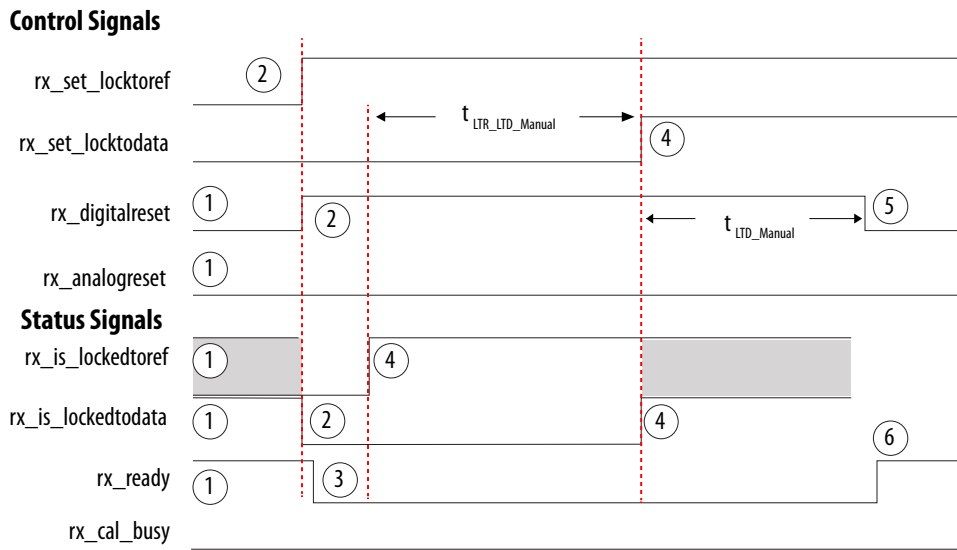 Control Signals
rx_set_locktoref 2
t LTR_LTD_Manual
rx_set_locktodata 4
rx_digitalreset 1 2 5
t LTD_Manual
rx_analogreset 1
Status Signals
rx_is_lockedtoref 1 4
rx_is_lockedtodata 1 2 4
rx_ready 1 3 6
rx_cal_busy